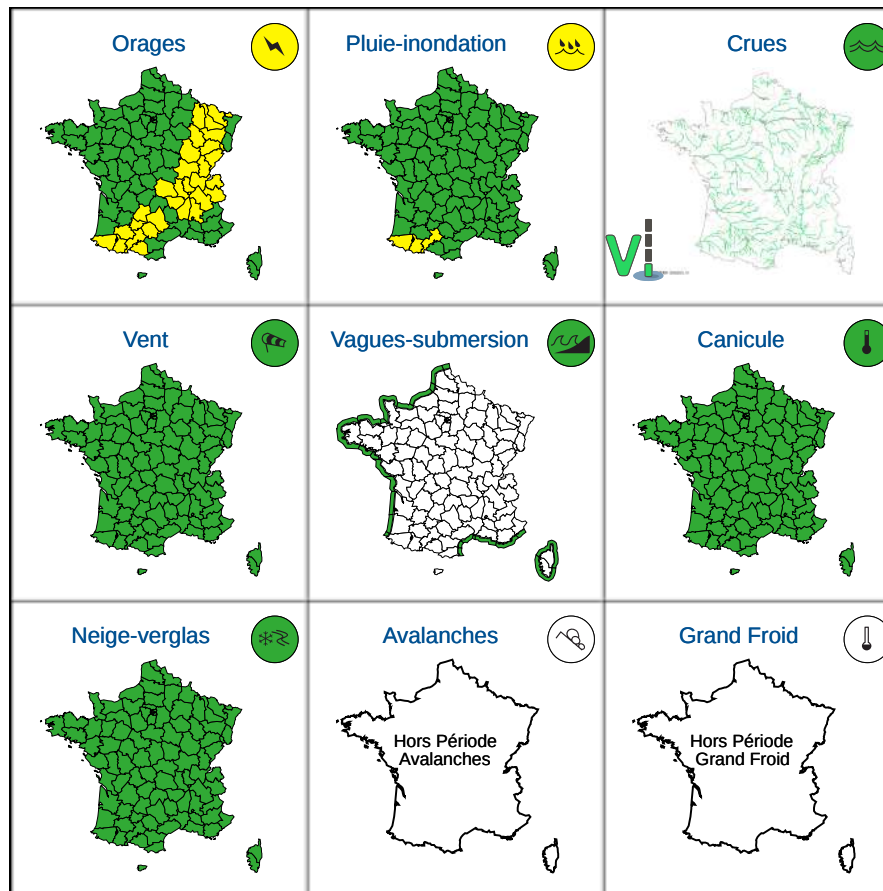 Orages
Pluie-inondation
Crues
Vent
Vagues-submersion
Canicule
Neige-verglas
Avalanches
Grand Froid
Hors Période
Avalanches
Hors Période
Grand Froid